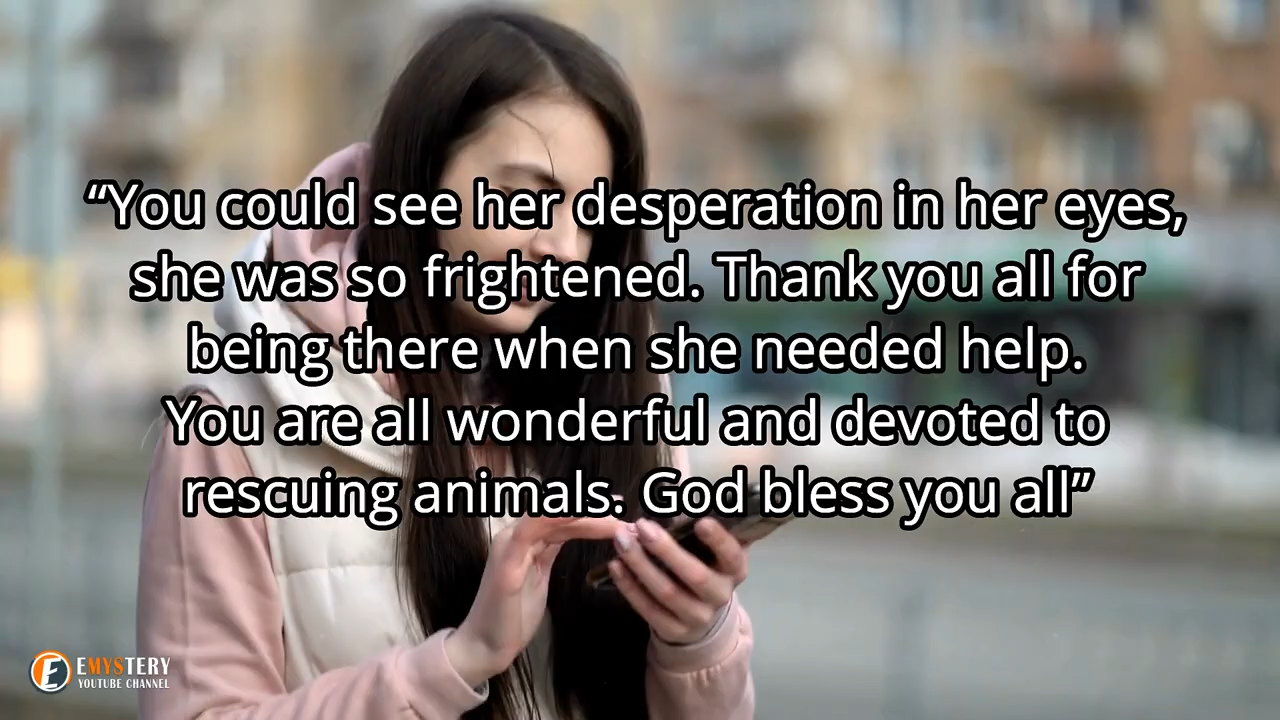 “You could see her desperation in her eyes,
she was so frightened. Thank you all for
being there when she needed help.
You are all wonderful and devoted to
rescuing animals. God bless you all”
EMYSTERY
YOUTUBE CHANNEL